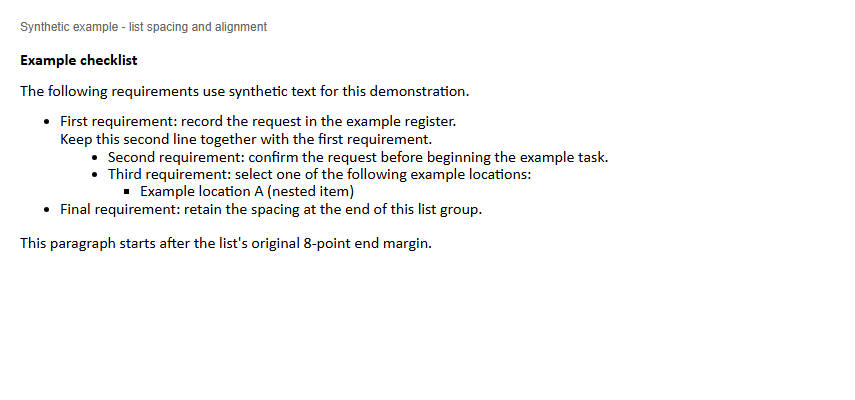 Synthetic example - list spacing and alignment
Example checklist
The following requirements use synthetic text for this demonstration.
• First requirement: record the request in the example register.
Keep this second line together with the first requirement.
• Second requirement: confirm the request before beginning the example task.
• Third requirement: select one of the following example locations:
▪ Example location A (nested item)
• Final requirement: retain the spacing at the end of this list group.
This paragraph starts after the list's original 8-point end margin.